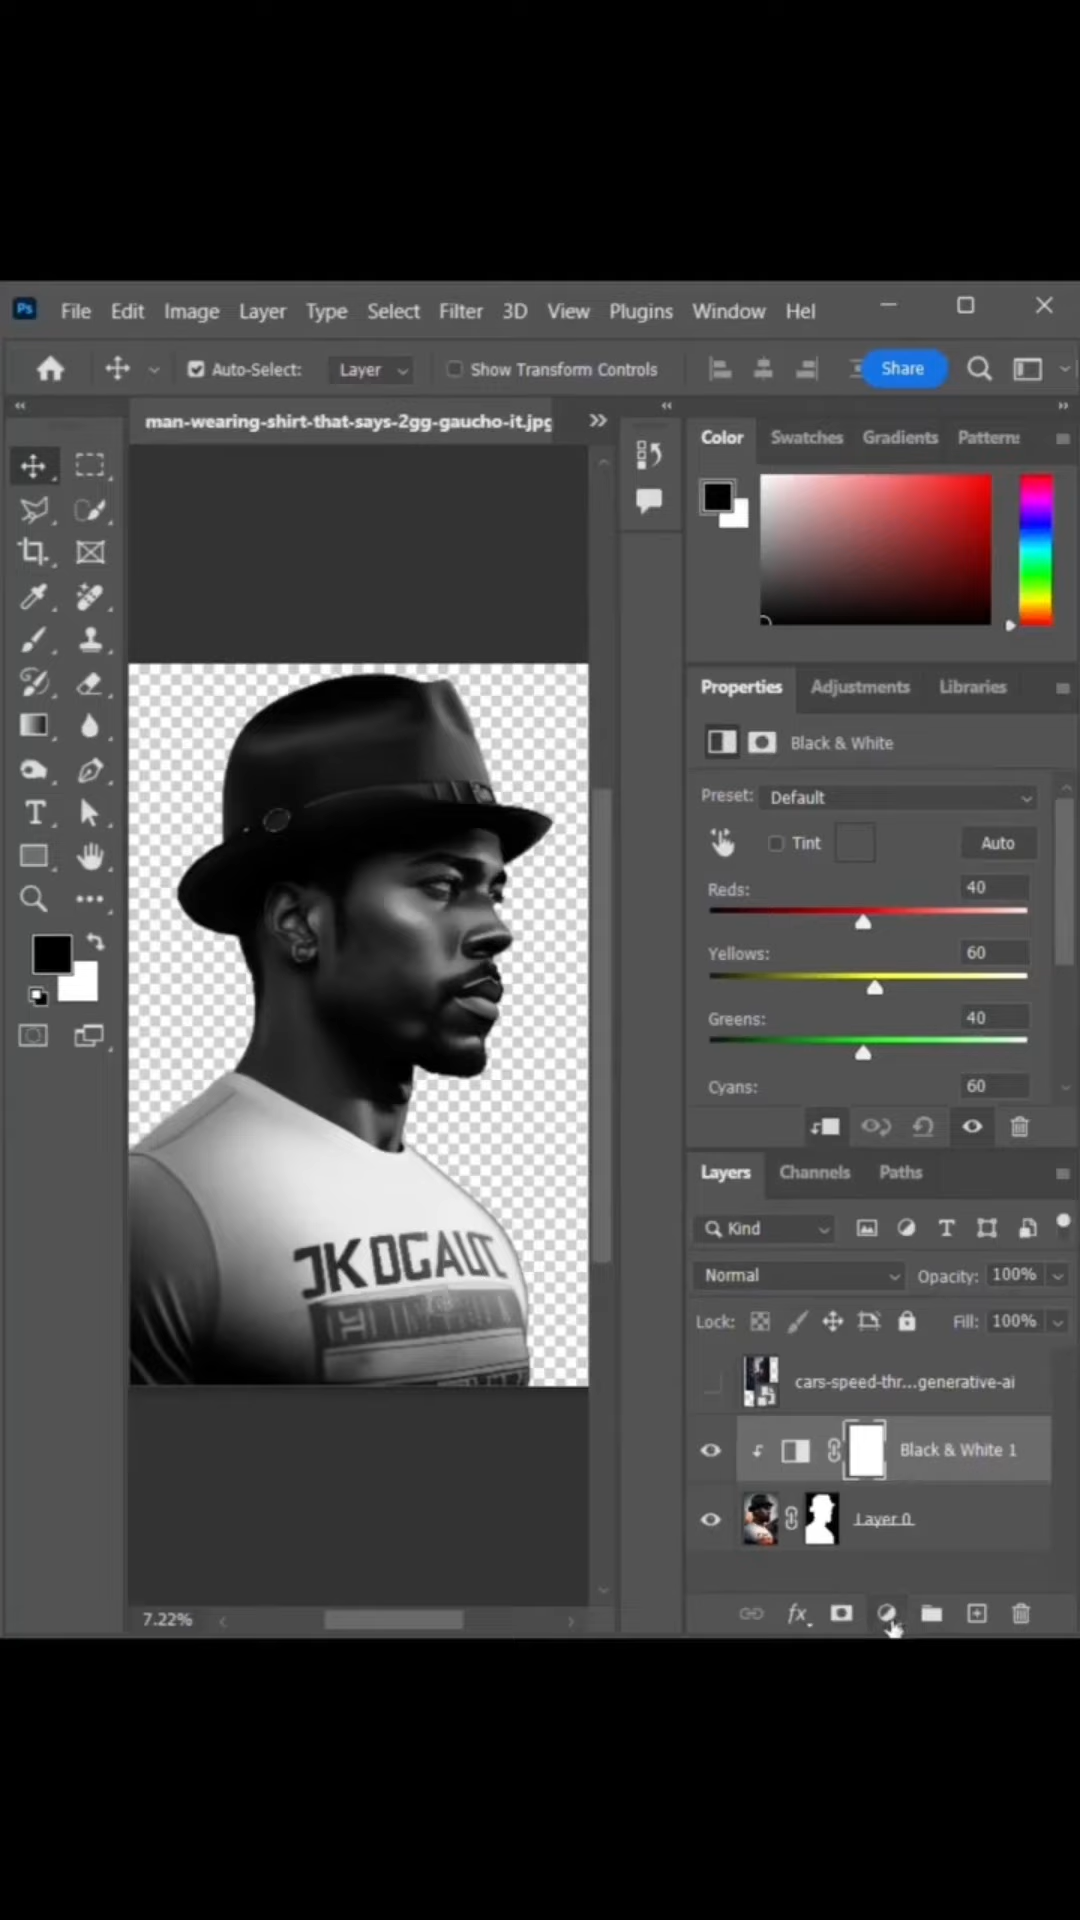 Ps File Edit Image Layer Type Select Filter 3D View Plugins Window Hel
Auto-Select: Layer Show Transform Controls Share
man-wearing-shirt-that-says-2gg-gaucho-it.jpg
Color Swatches Gradients Patterns
Properties Adjustments Libraries
Black & White
Preset: Default
Tint Auto
Reds: 40
Yellows: 60
Greens: 40
Cyans: 60
JKOGAUC
Layers Channels Paths
Kind
Normal Opacity: 100%
Lock: Fill: 100%
cars-speed-thr...generative-ai
Black & White 1
Layer 0
7.22% fx